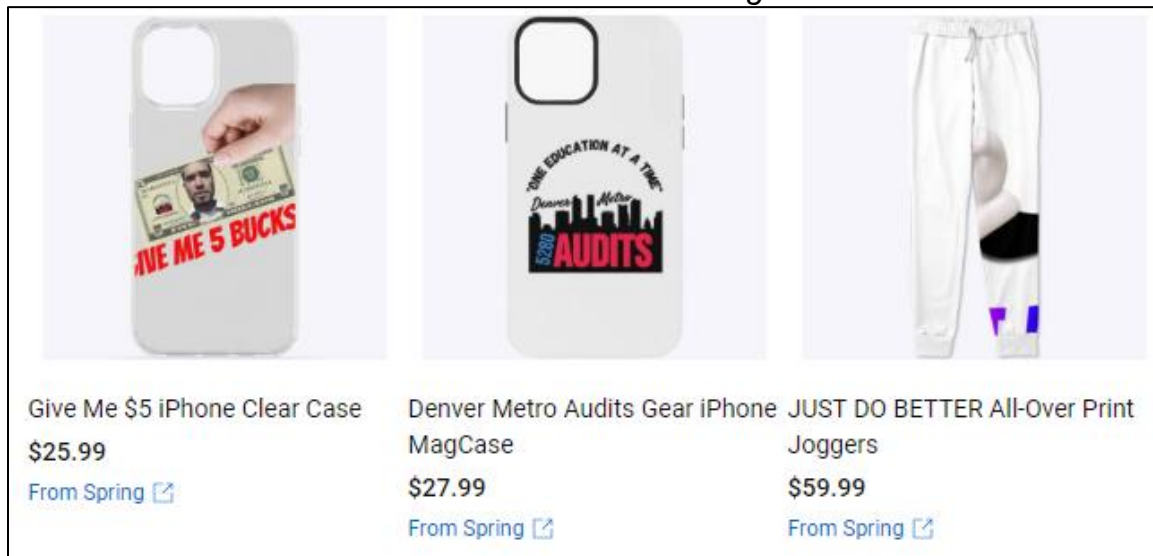 GIVE ME 5 BUCKS
"ONE EDUCATION AT A TIME"
Denver Metro
5280
AUDITS
Give Me $5 iPhone Clear Case
$25.99
From Spring
Denver Metro Audits Gear iPhone
MagCase
$27.99
From Spring
JUST DO BETTER All-Over Print
Joggers
$59.99
From Spring